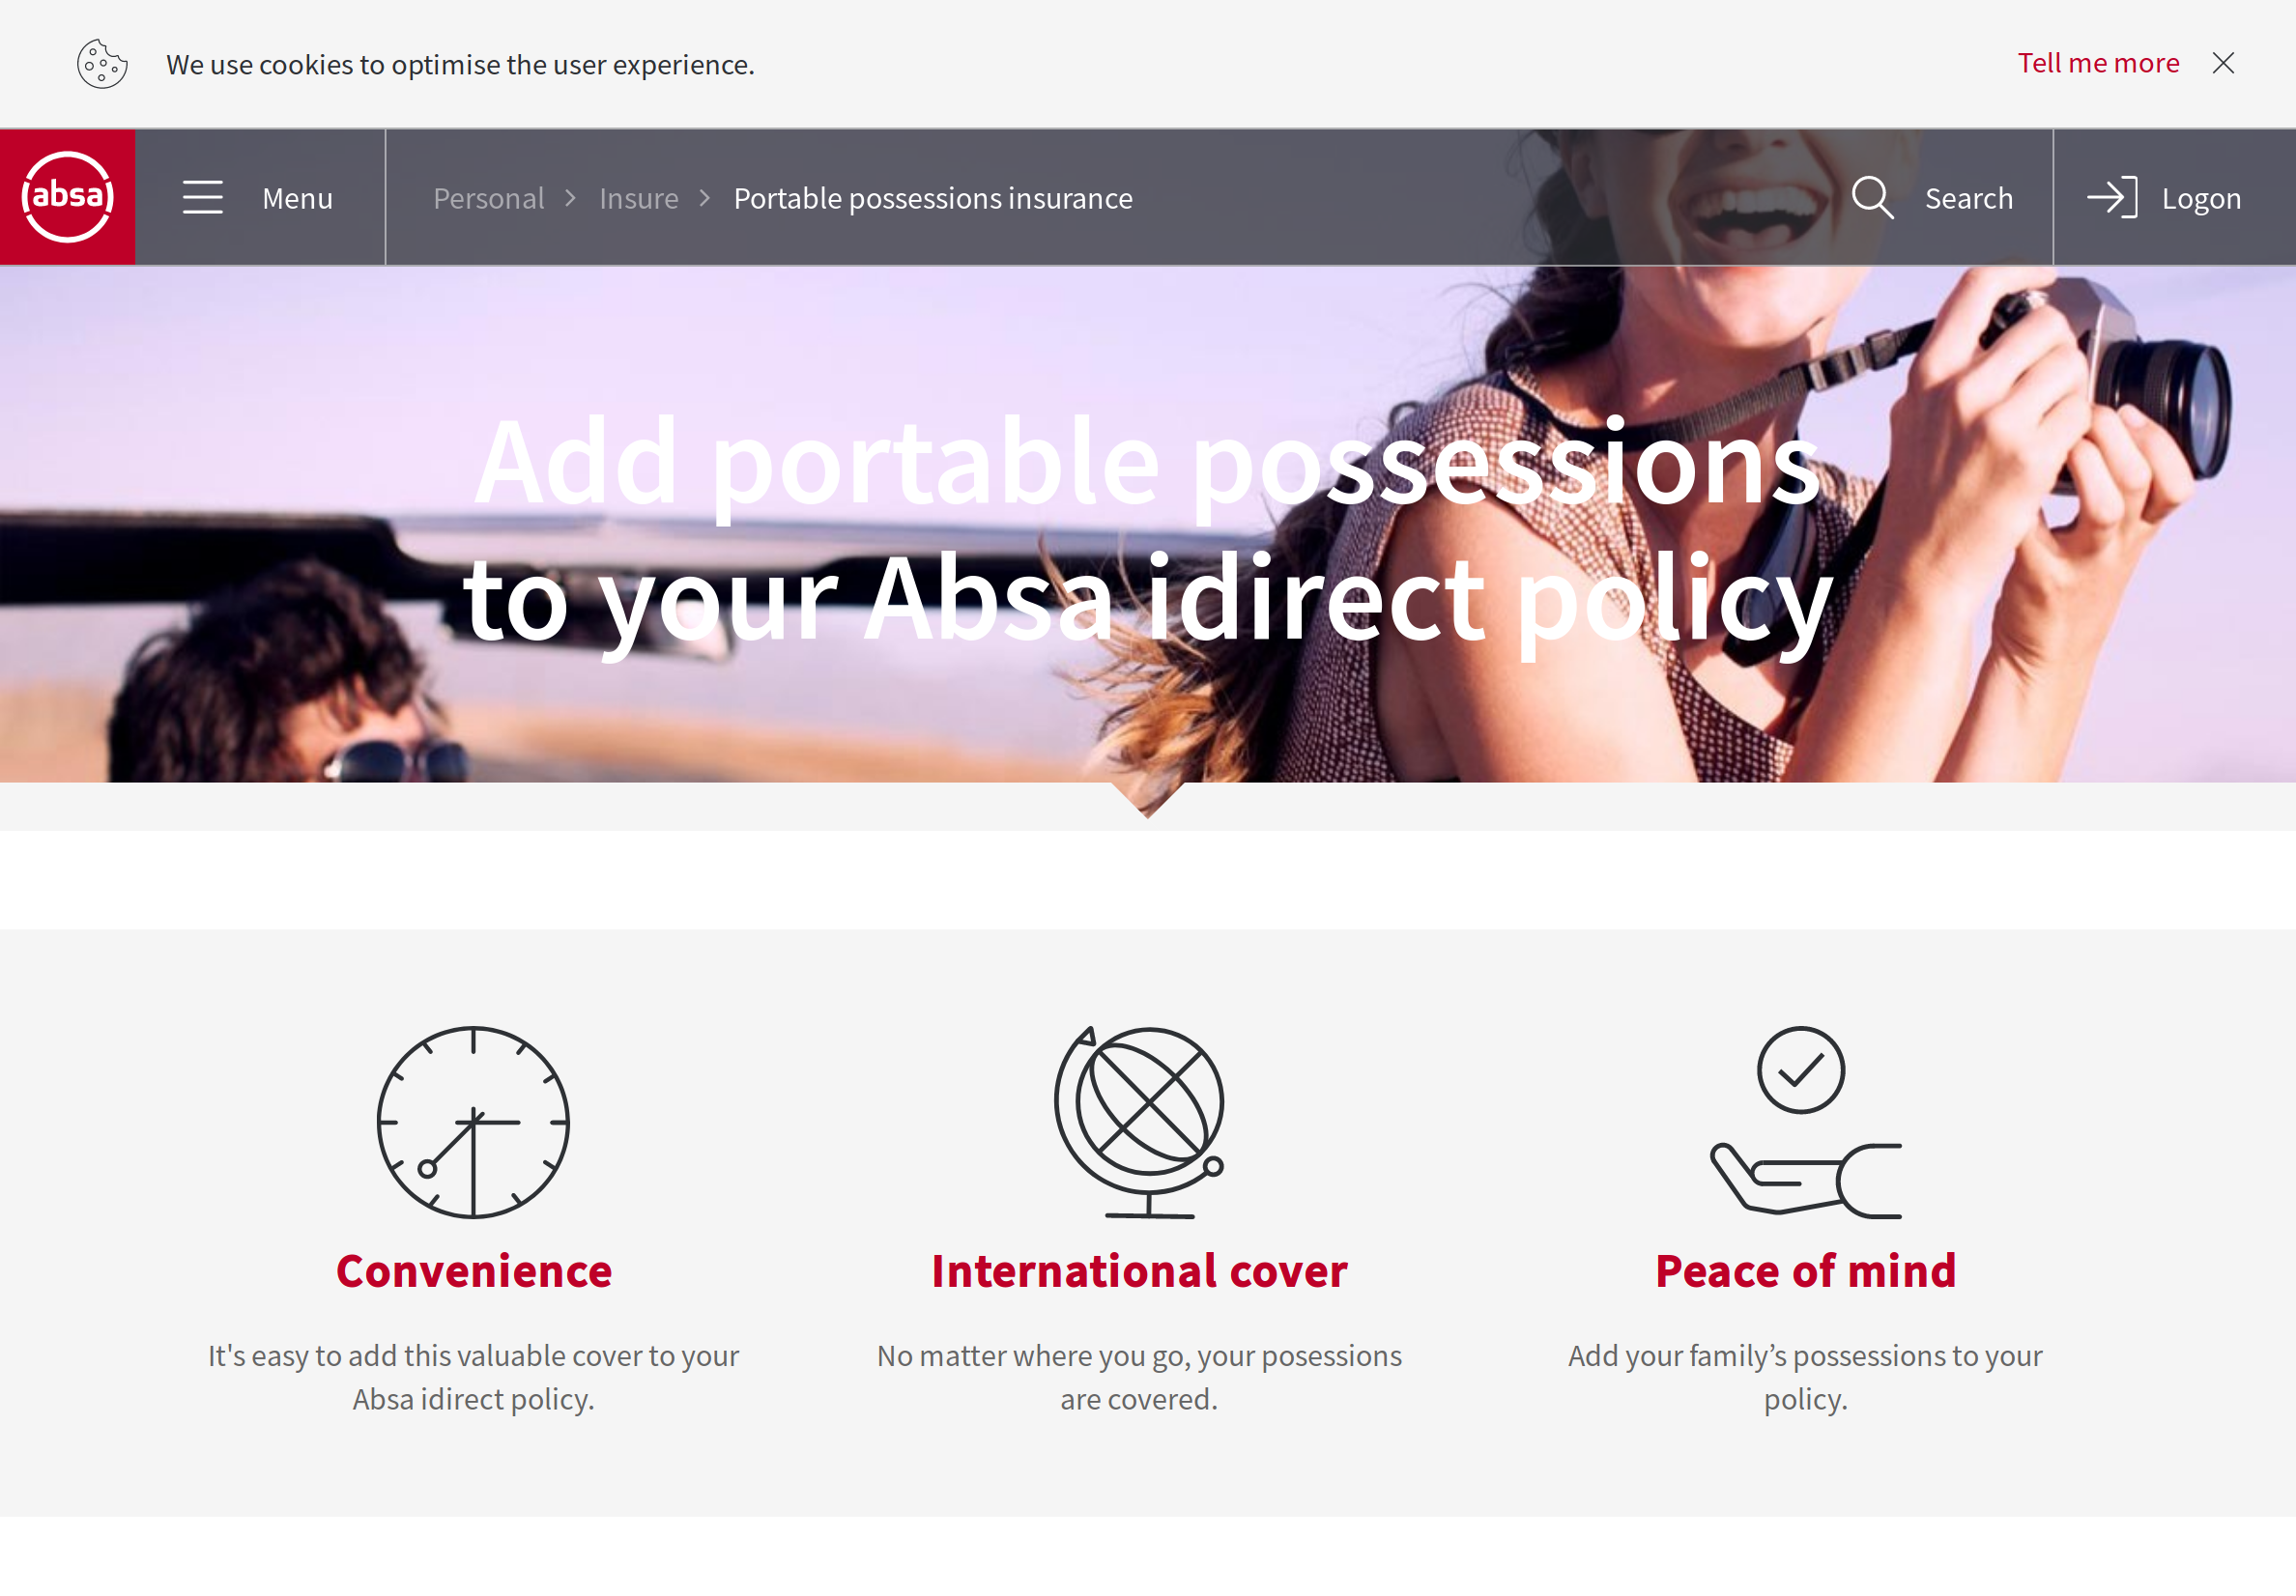 We use cookies to optimise the user experience.
Tell me more
absa
Menu
Personal > Insure > Portable possessions insurance
Search
Logon
Add portable possessions
to your Absa idirect policy
Convenience
It's easy to add this valuable cover to your
Absa idirect policy.
International cover
No matter where you go, your posessions
are covered.
Peace of mind
Add your family’s possessions to your
policy.